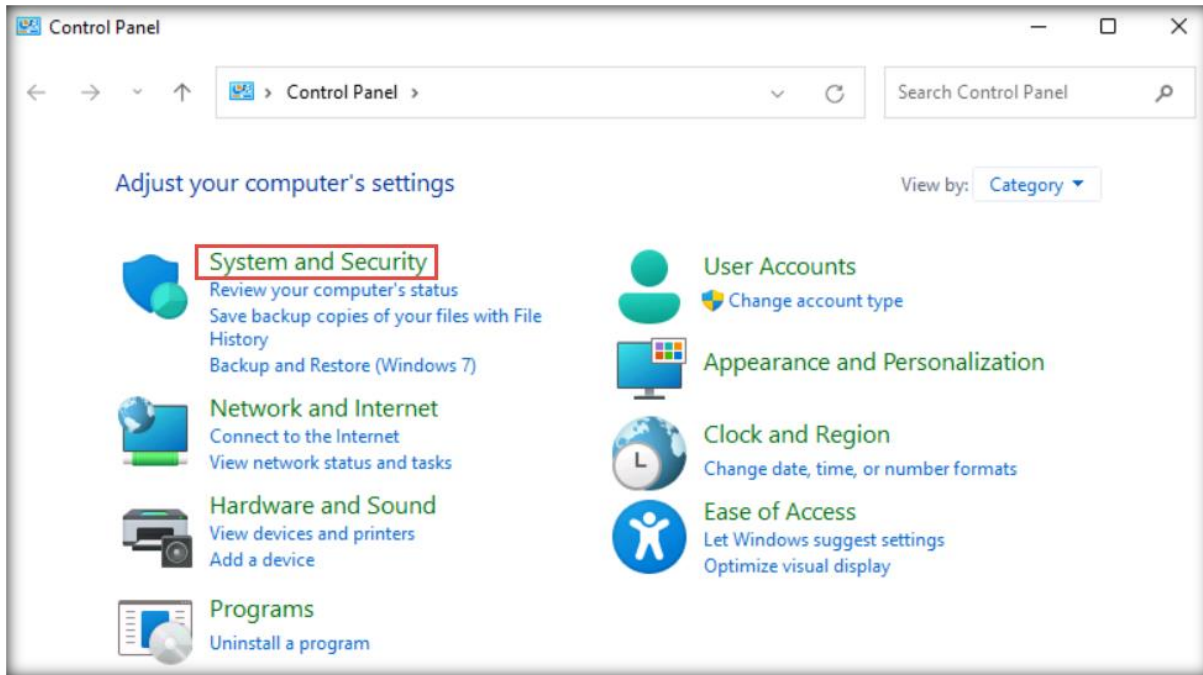 Control Panel
Control Panel
Search Control Panel
Adjust your computer's settings
View by: Category
System and Security
Review your computer's status
Save backup copies of your files with File
History
Backup and Restore (Windows 7)
Network and Internet
Connect to the Internet
View network status and tasks
Hardware and Sound
View devices and printers
Add a device
Programs
Uninstall a program
User Accounts
Change account type
Appearance and Personalization
Clock and Region
Change date, time, or number formats
Ease of Access
Let Windows suggest settings
Optimize visual display